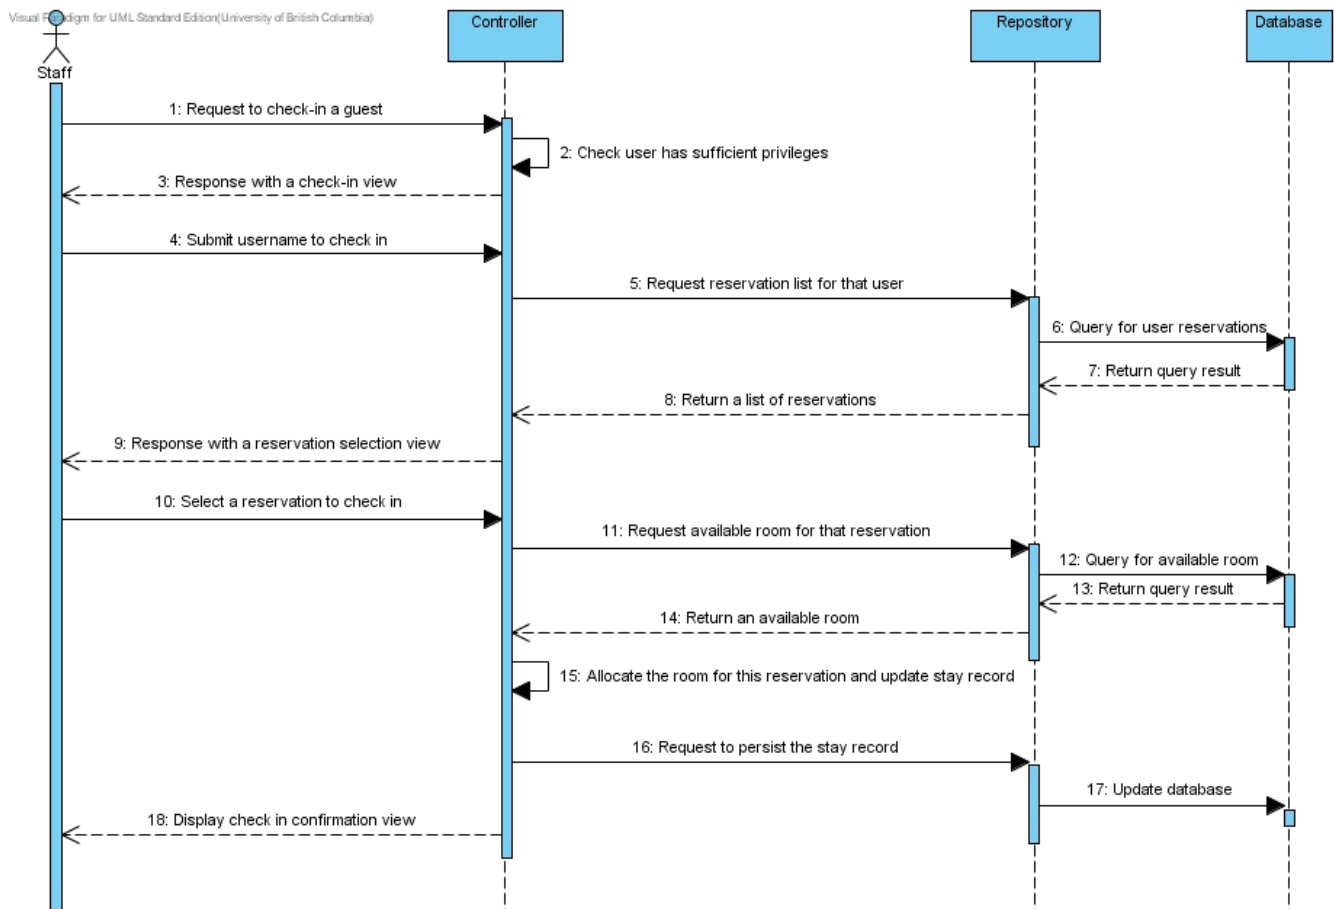 Visual Paradigm for UML Standard Edition(University of British Columbia)
Controller
Repository
Database
Staff
1: Request to check-in a guest
2: Check user has sufficient privileges
3: Response with a check-in view
4: Submit username to check in
5: Request reservation list for that user
6: Query for user reservations
7: Return query result
8: Return a list of reservations
9: Response with a reservation selection view
10: Select a reservation to check in
11: Request available room for that reservation
12: Query for available room
13: Return query result
14: Return an available room
15: Allocate the room for this reservation and update stay record
16: Request to persist the stay record
17: Update database
18: Display check in confirmation view